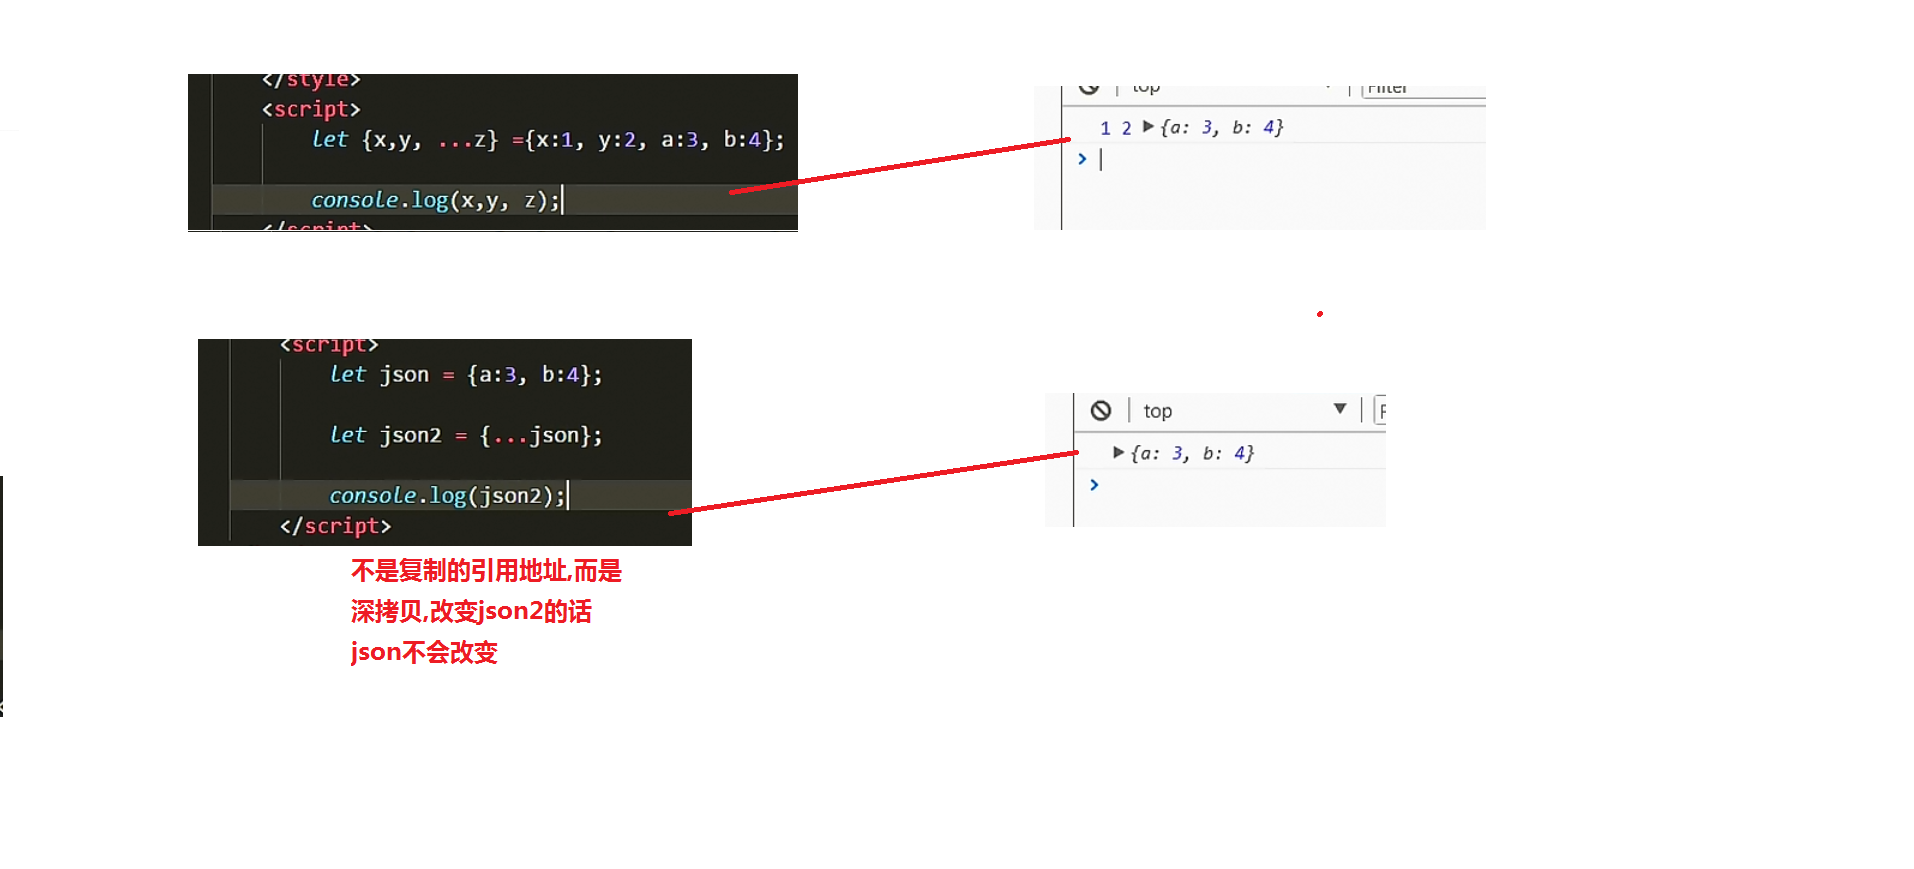 </style>
<script>
let {x,y, ...z} ={x:1, y:2, a:3, b:4};
console.log(x,y, z);
</script>
top
Filter
1 2 ▶{a: 3, b: 4}
>
<script>
let json = {a:3, b:4};
let json2 = {...json};
console.log(json2);
</script>
top
▶{a: 3, b: 4}
>
不是复制的引用地址,而是
深拷贝,改变json2的话
json不会改变